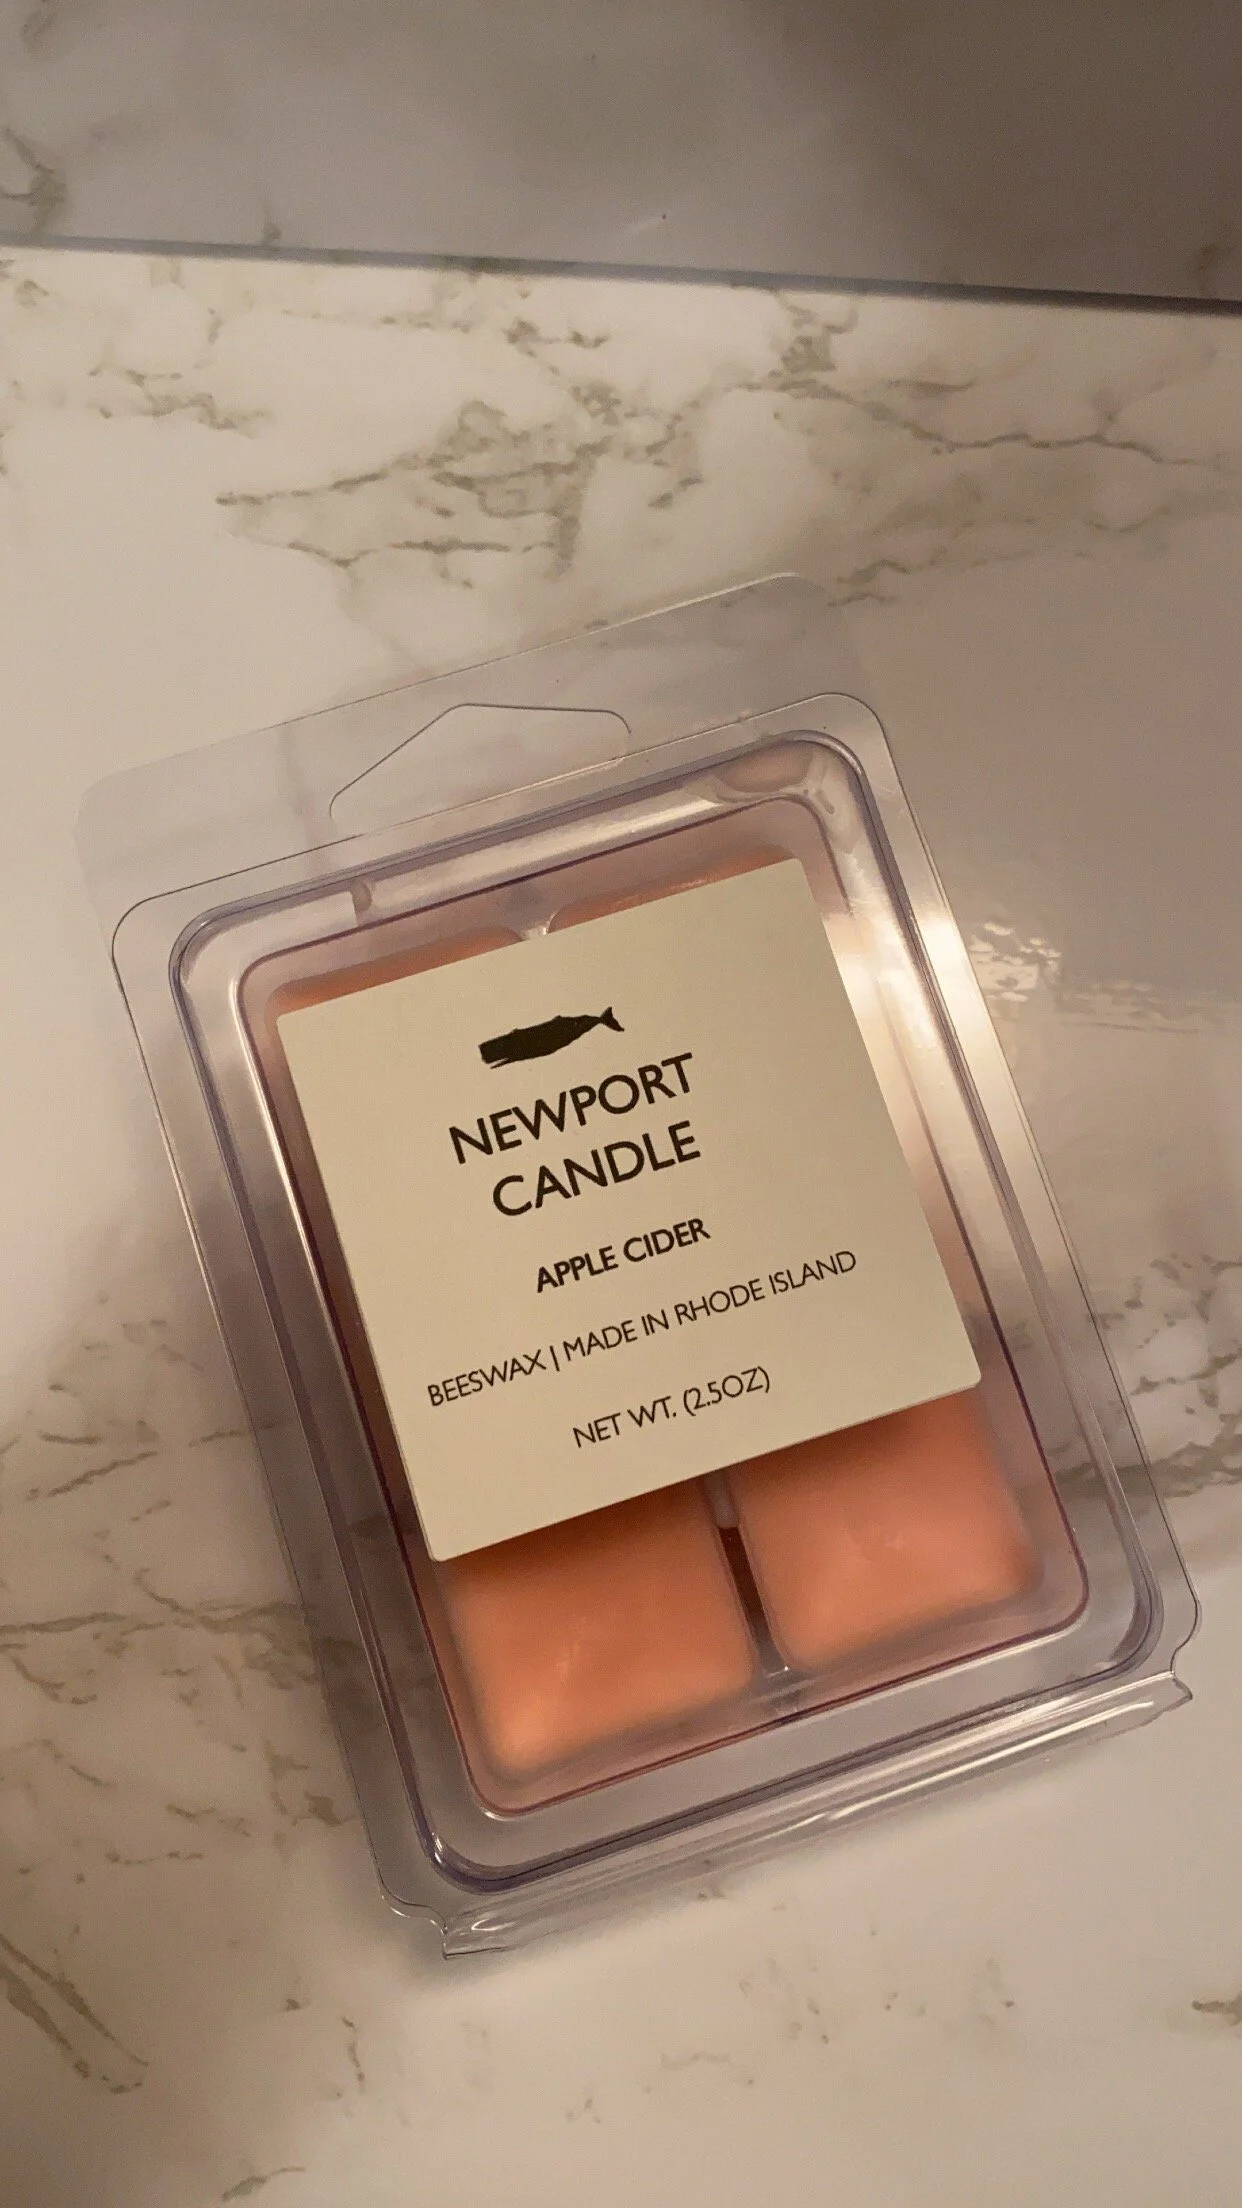 NEWPORT
CANDLE
APPLE CIDER
BEESWAX | MADE IN RHODE ISLAND
NET WT. (2.5OZ)